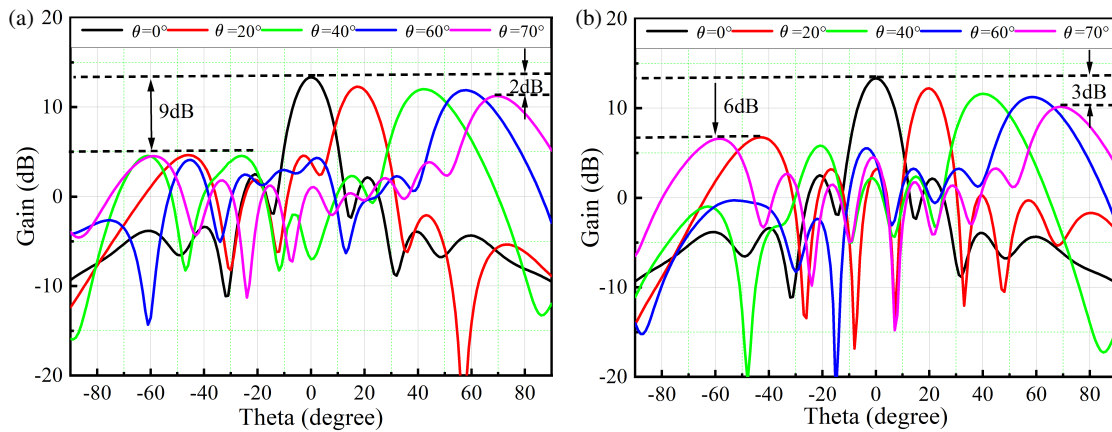 (a)
θ=0° θ=20° θ=40° θ=60° θ=70°
20
10
0
-10
-20
Gain (dB)
9dB
2dB
-80 -60 -40 -20 0 20 40 60 80
Theta (degree)
(b)
θ=0° θ=20° θ=40° θ=60° θ=70°
20
10
0
-10
-20
Gain (dB)
6dB
3dB
-80 -60 -40 -20 0 20 40 60 80
Theta (degree)